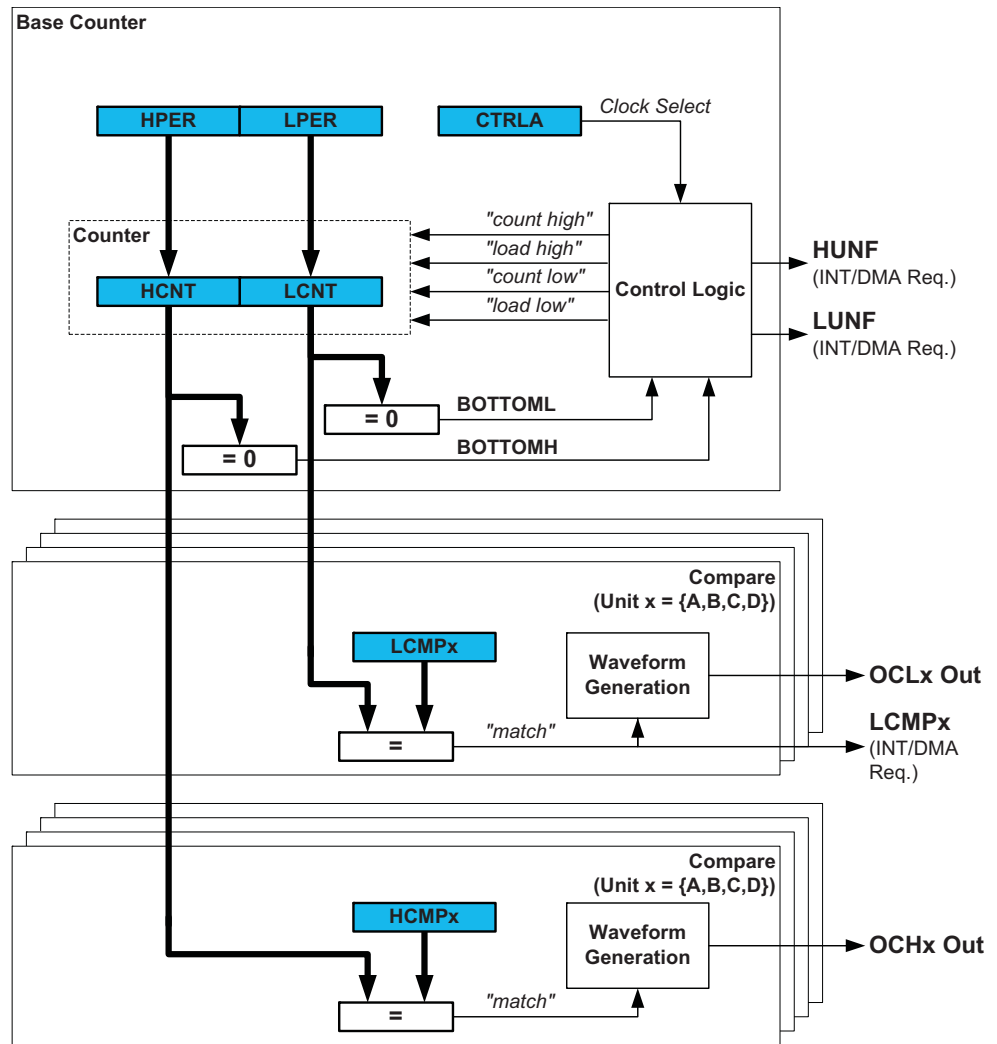 Base Counter
HPER LPER CTRLA Clock Select
"count high"
Counter "load high" HUNF
"count low" (INT/DMA Req.)
HCNT LCNT Control Logic
"load low" LUNF
(INT/DMA Req.)
= 0 BOTTOML
= 0 BOTTOMH
Compare
(Unit x = {A,B,C,D})
LCMPx Waveform
Generation OCLx Out
= "match" LCMPx
(INT/DMA
Req.)
Compare
(Unit x = {A,B,C,D})
HCMPx Waveform
Generation OCHx Out
= "match"